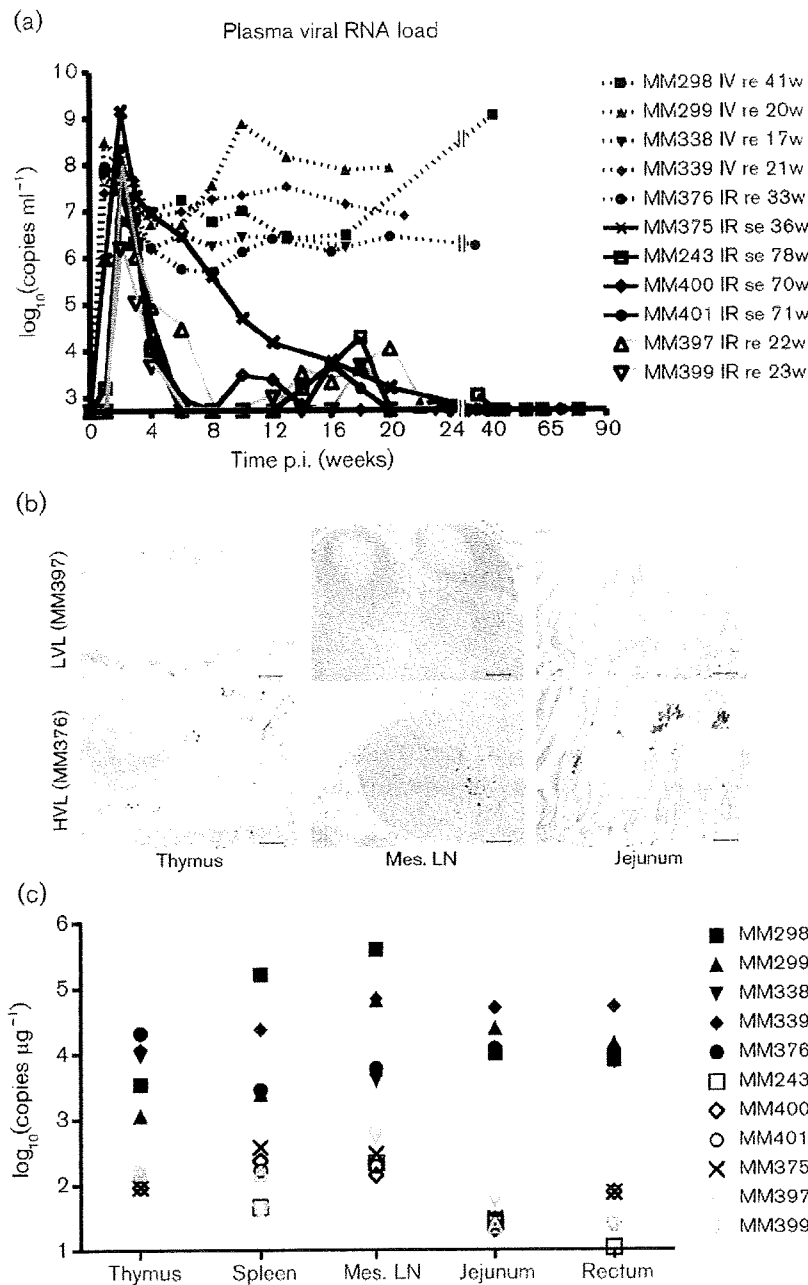 (a)
Plasma viral RNA load
log10(copies ml−1)
10
9
8
7
6
5
4
3
0 4 8 12 16 20 24 40 65 90
Time p.i. (weeks)
MM298 IV re 41w
MM299 IV re 20w
MM338 IV re 17w
MM339 IV re 21w
MM376 IR re 33w
MM375 IR se 36w
MM243 IR se 78w
MM400 IR se 70w
MM401 IR se 71w
MM397 IR re 22w
MM399 IR re 23w
(b)
LVL (MM397)
HVL (MM376)
Thymus Mes. LN Jejunum
(c)
log10(copies μg−1)
6
5
4
3
2
1
Thymus Spleen Mes. LN Jejunum Rectum
MM298
MM299
MM338
MM339
MM376
MM243
MM400
MM401
MM375
MM397
MM399